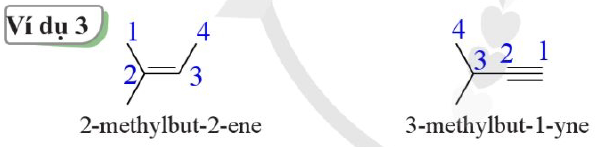 Ví dụ 3
1 4
2 3
2-methylbut-2-ene
4
3 2 1
3-methylbut-1-yne